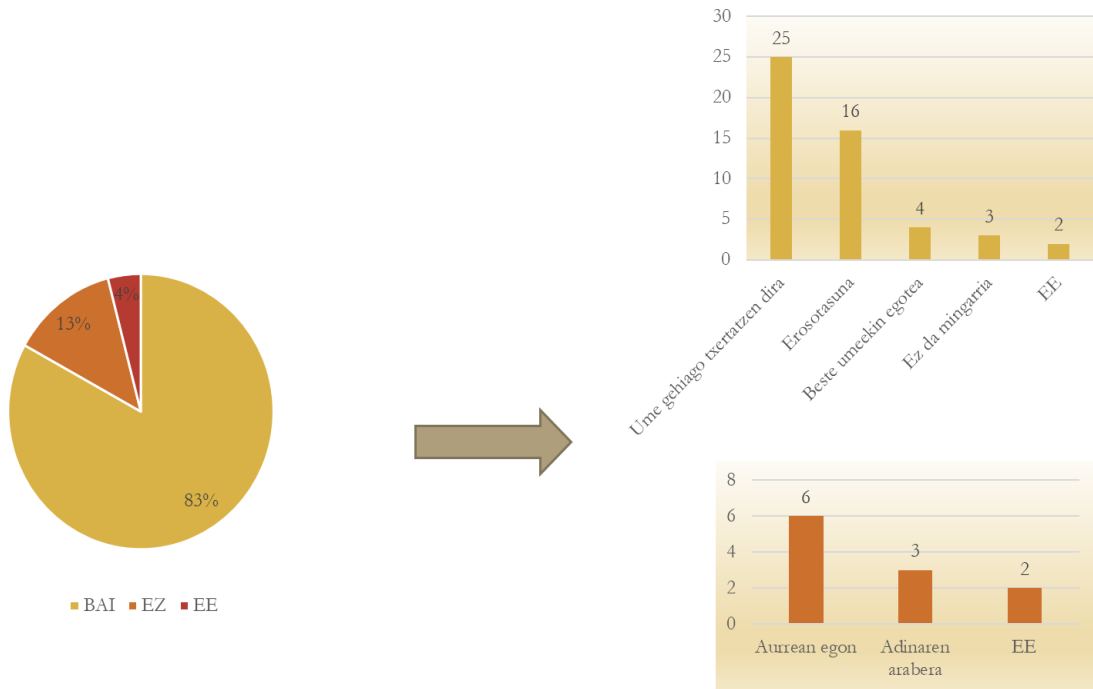 4%
13%
83%
BAI EZ EE
30
25
20
15
10
5
0
25
16
4
3
2
Ume gehiago txertatzen dira
Erosotasuna
Beste umeekin egotea
Ez da mingarria
EE
8
6
4
2
0
6
3
2
Aurrean egon
Adinaren
arabera
EE